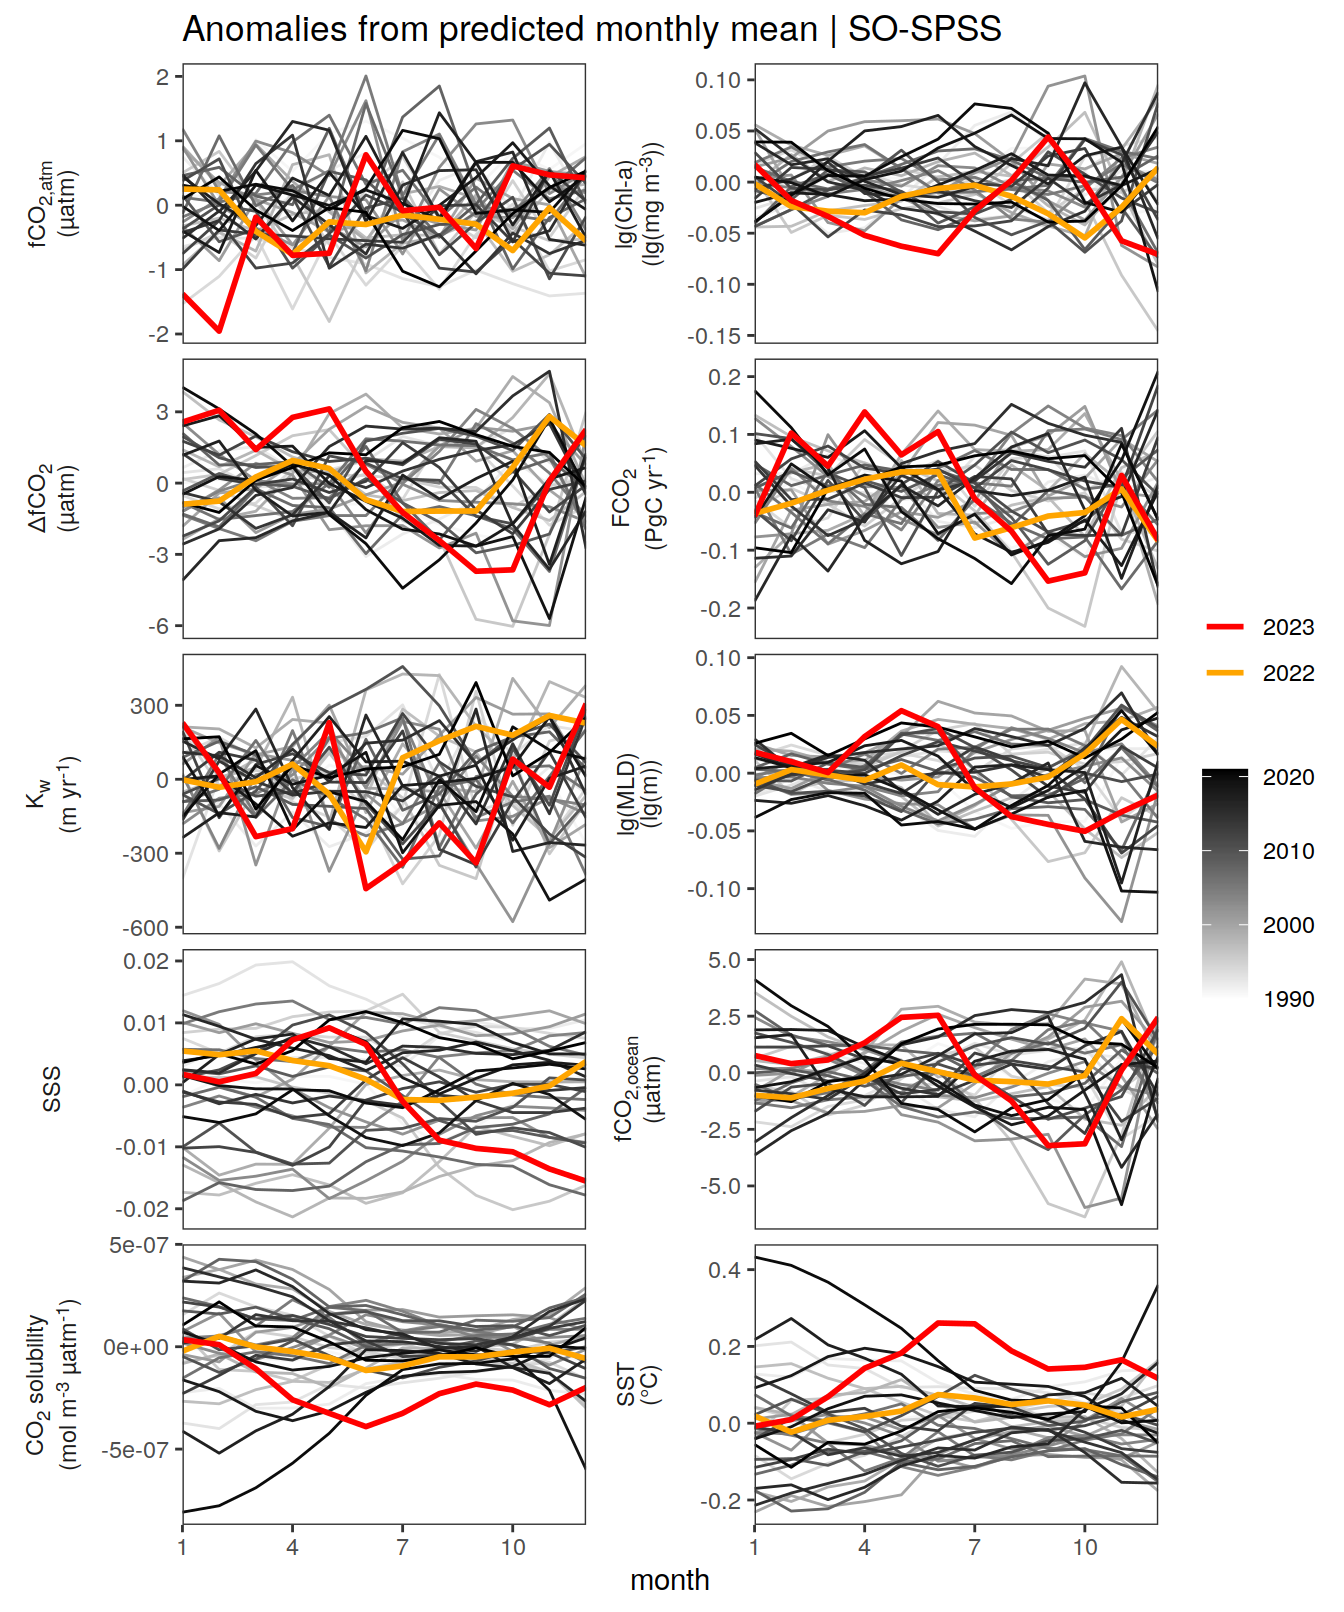 Anomalies from predicted monthly mean | SO-SPSS
fCO2,atm
(µatm)
2
1
0
-1
-2
lg(Chl-a)
(lg(mg m-3))
0.10
0.05
0.00
-0.05
-0.10
-0.15
ΔfCO2
(µatm)
3
0
-3
-6
FCO2
(PgC yr-1)
0.2
0.1
0.0
-0.1
-0.2
Kw
(m yr-1)
300
0
-300
-600
lg(MLD)
(lg(m))
0.10
0.05
0.00
-0.05
-0.10
SSS
0.02
0.01
0.00
-0.01
-0.02
fCO2,ocean
(µatm)
5.0
2.5
0.0
-2.5
-5.0
CO2 solubility
(mol m-3 µatm-1)
5e-07
0e+00
-5e-07
SST
(°C)
0.4
0.2
0.0
-0.2
1 4 7 10
1 4 7 10
month
2023
2022
2020
2010
2000
1990